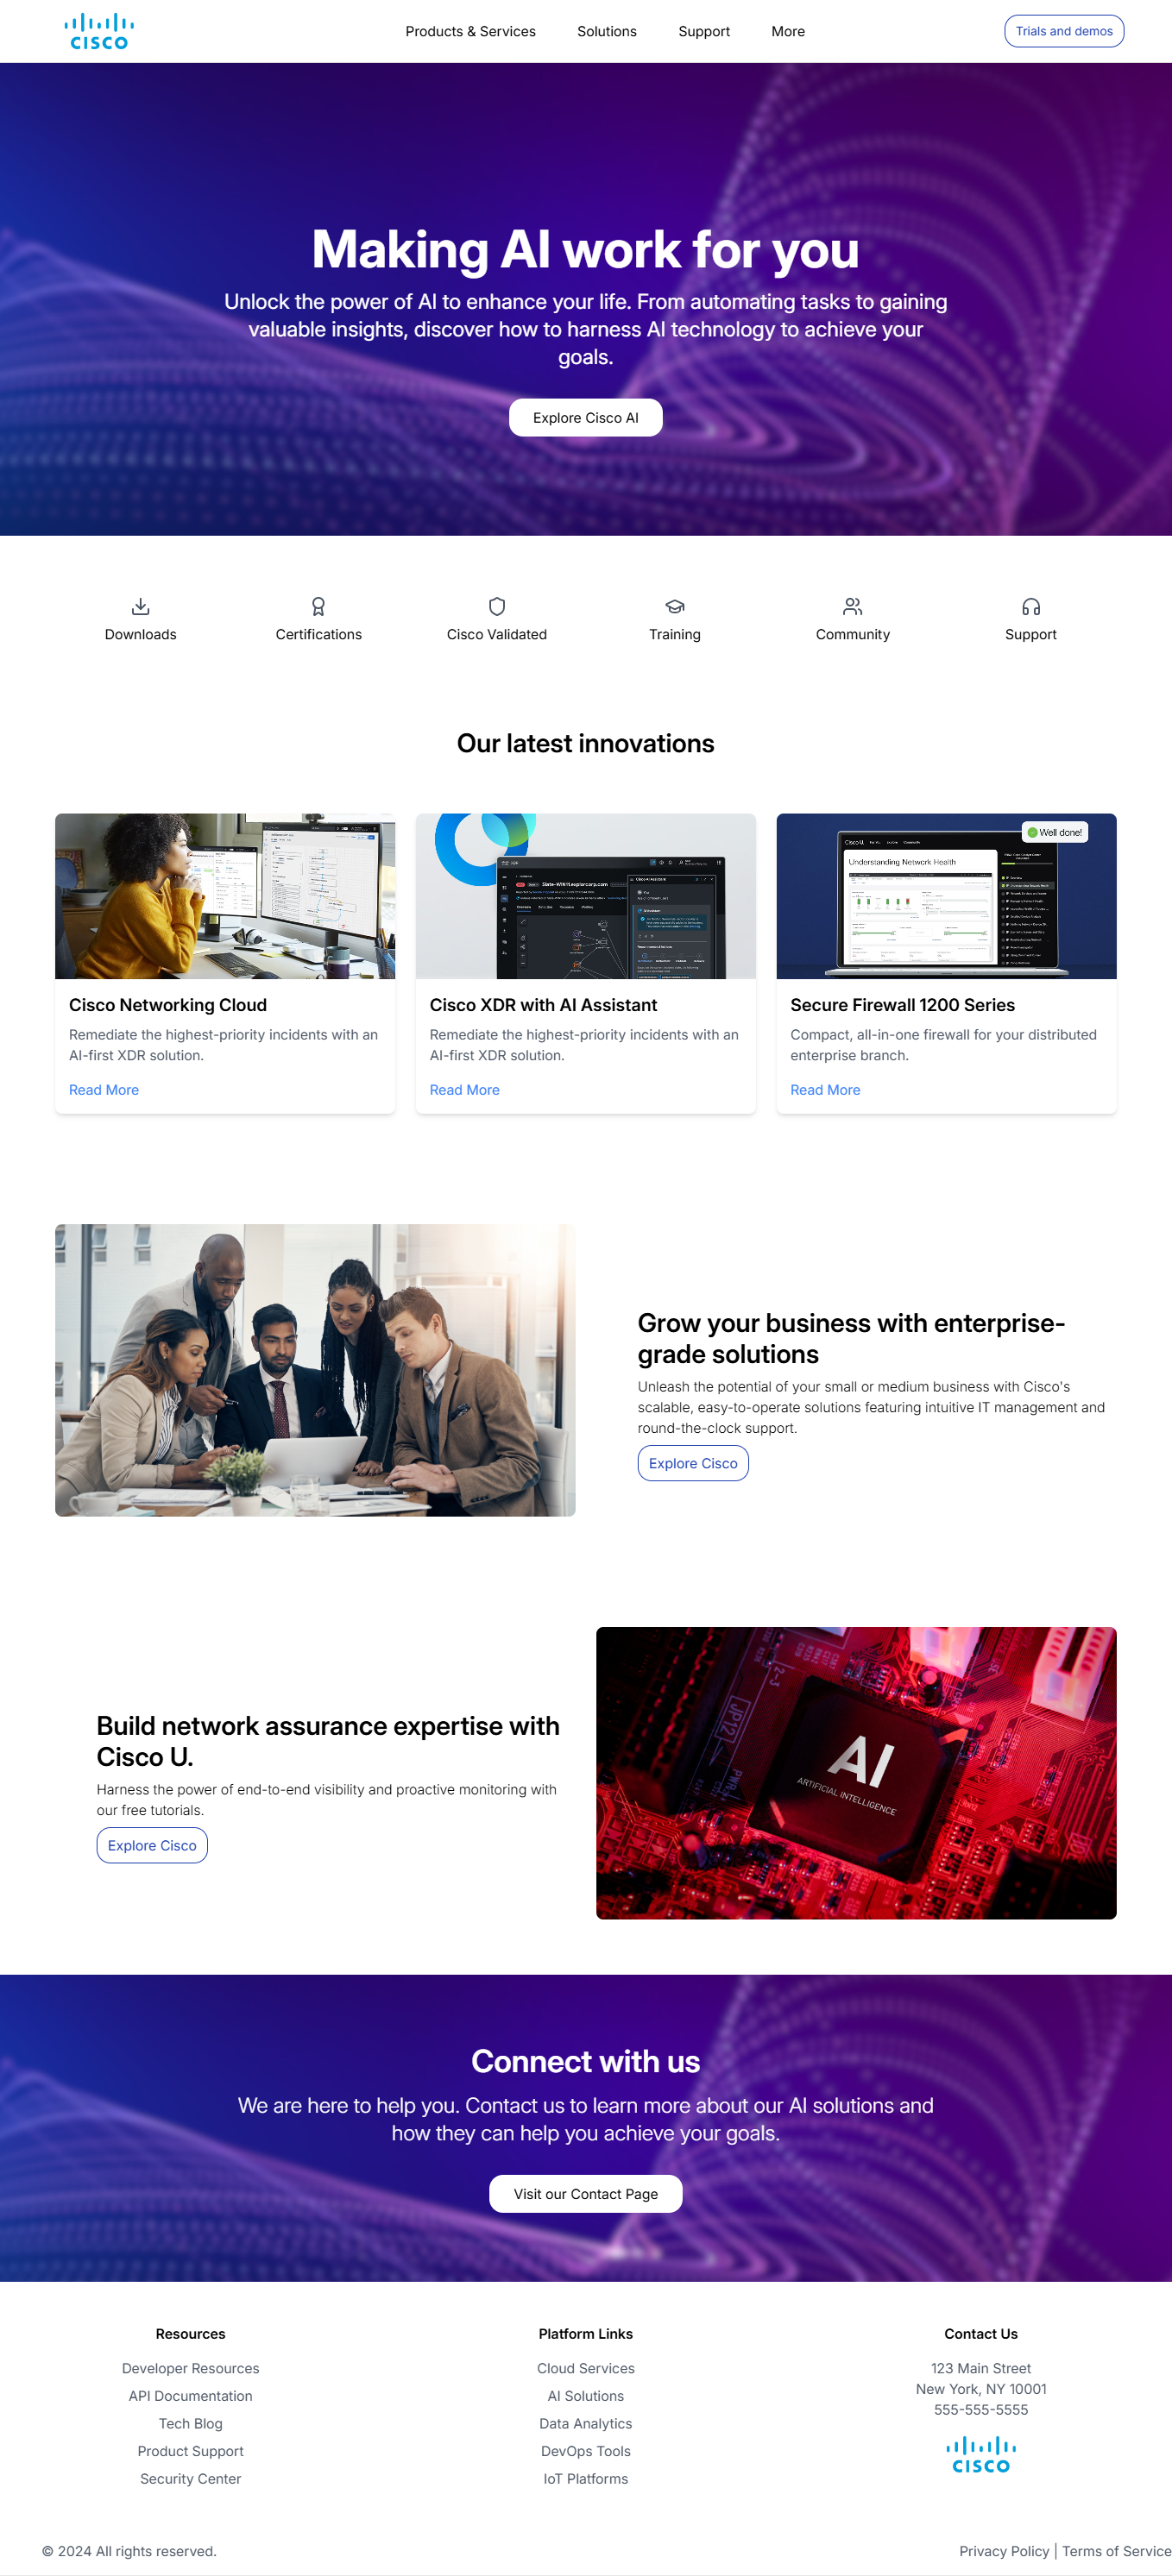 CISCO
Products & Services
Solutions
Support
More
Trials and demos
Making AI work for you
Unlock the power of AI to enhance your life. From automating tasks to gaining
valuable insights, discover how to harness AI technology to achieve your
goals.
Explore Cisco AI
Downloads
Certifications
Cisco Validated
Training
Community
Support
Our latest innovations
Well done!
Understanding Network Health
Cisco Networking Cloud
Remediate the highest-priority incidents with an
AI-first XDR solution.
Read More
Cisco XDR with AI Assistant
Remediate the highest-priority incidents with an
AI-first XDR solution.
Read More
Secure Firewall 1200 Series
Compact, all-in-one firewall for your distributed
enterprise branch.
Read More
Grow your business with enterprise-
grade solutions
Unleash the potential of your small or medium business with Cisco's
scalable, easy-to-operate solutions featuring intuitive IT management and
round-the-clock support.
Explore Cisco
Build network assurance expertise with
Cisco U.
Harness the power of end-to-end visibility and proactive monitoring with
our free tutorials.
Explore Cisco
2-3
JP12
PWR
AI
ARTIFICIAL INTELLIGENCE
Connect with us
We are here to help you. Contact us to learn more about our AI solutions and
how they can help you achieve your goals.
Visit our Contact Page
Resources
Developer Resources
API Documentation
Tech Blog
Product Support
Security Center
Platform Links
Cloud Services
AI Solutions
Data Analytics
DevOps Tools
IoT Platforms
Contact Us
123 Main Street
New York, NY 10001
555-555-5555
CISCO
© 2024 All rights reserved.
Privacy Policy | Terms of Service